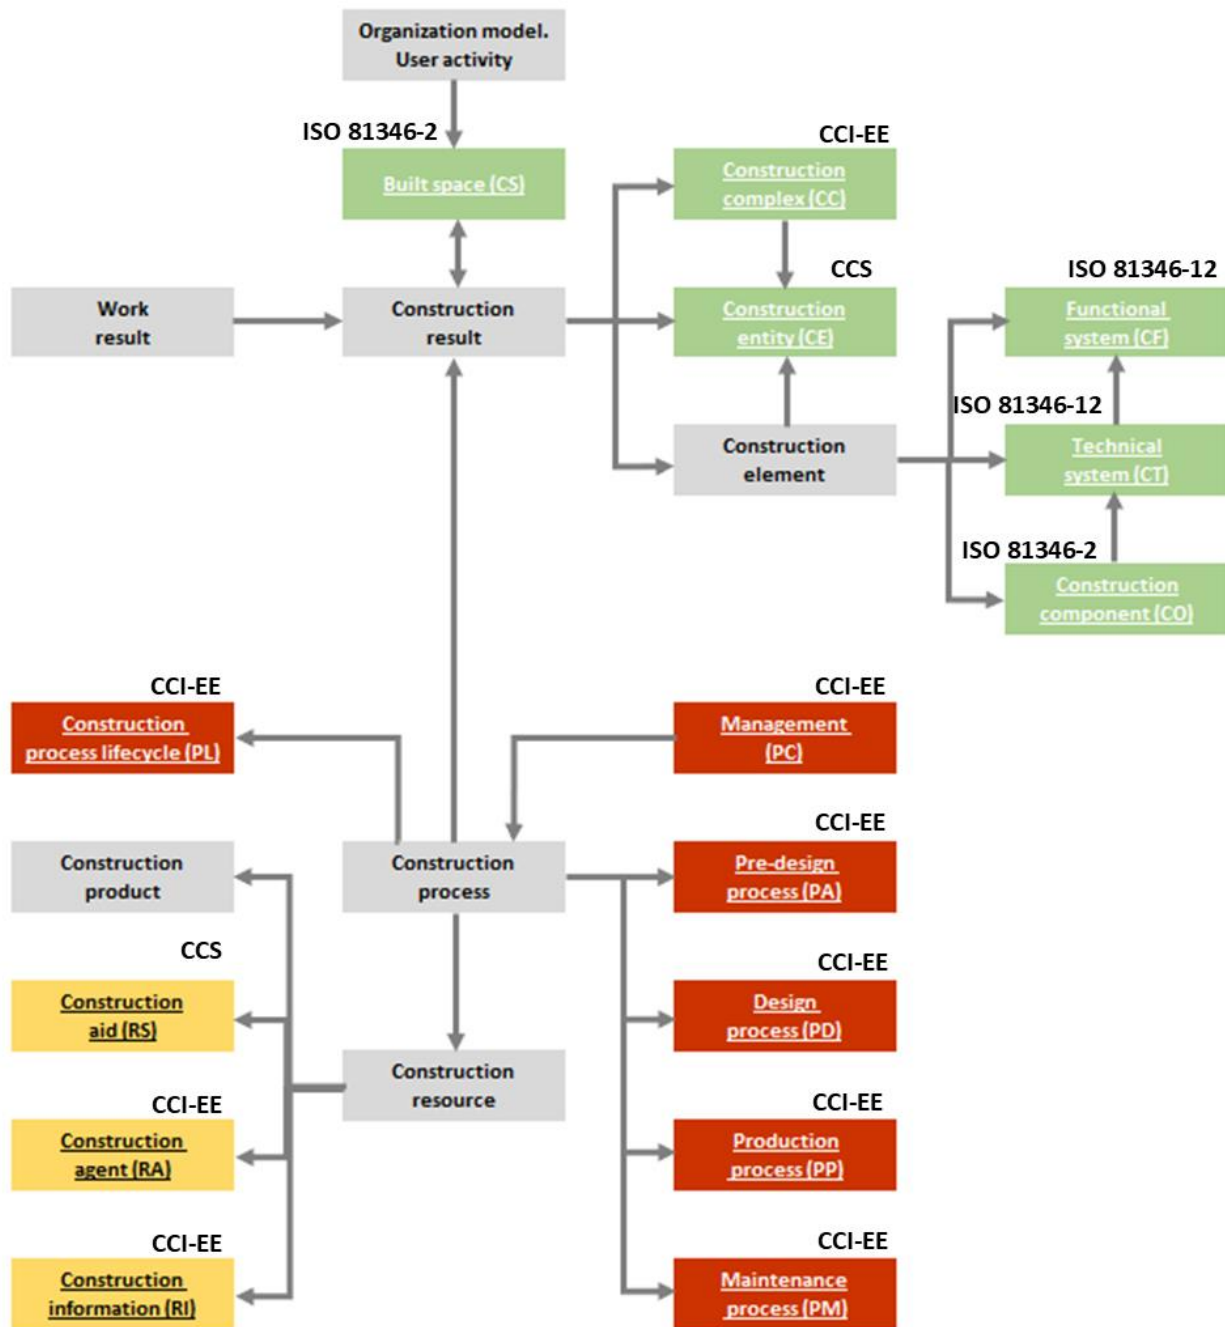 Organization model.
User activity
ISO 81346-2
CCI-EE
Built space (CS)
Construction
complex (CC)
CCS
ISO 81346-12
Work
result
Construction
result
Construction
entity (CE)
Functional
system (CF)
ISO 81346-12
Construction
element
Technical
system (CT)
ISO 81346-2
Construction
component (CO)
CCI-EE
CCI-EE
Construction
process lifecycle (PL)
Management
(PC)
CCI-EE
Construction
product
Construction
process
Pre-design
process (PA)
CCS
CCI-EE
Construction
aid (RS)
Design
process (PD)
Construction
resource
CCI-EE
CCI-EE
Construction
agent (RA)
Production
process (PP)
CCI-EE
CCI-EE
Construction
information (RI)
Maintenance
process (PM)